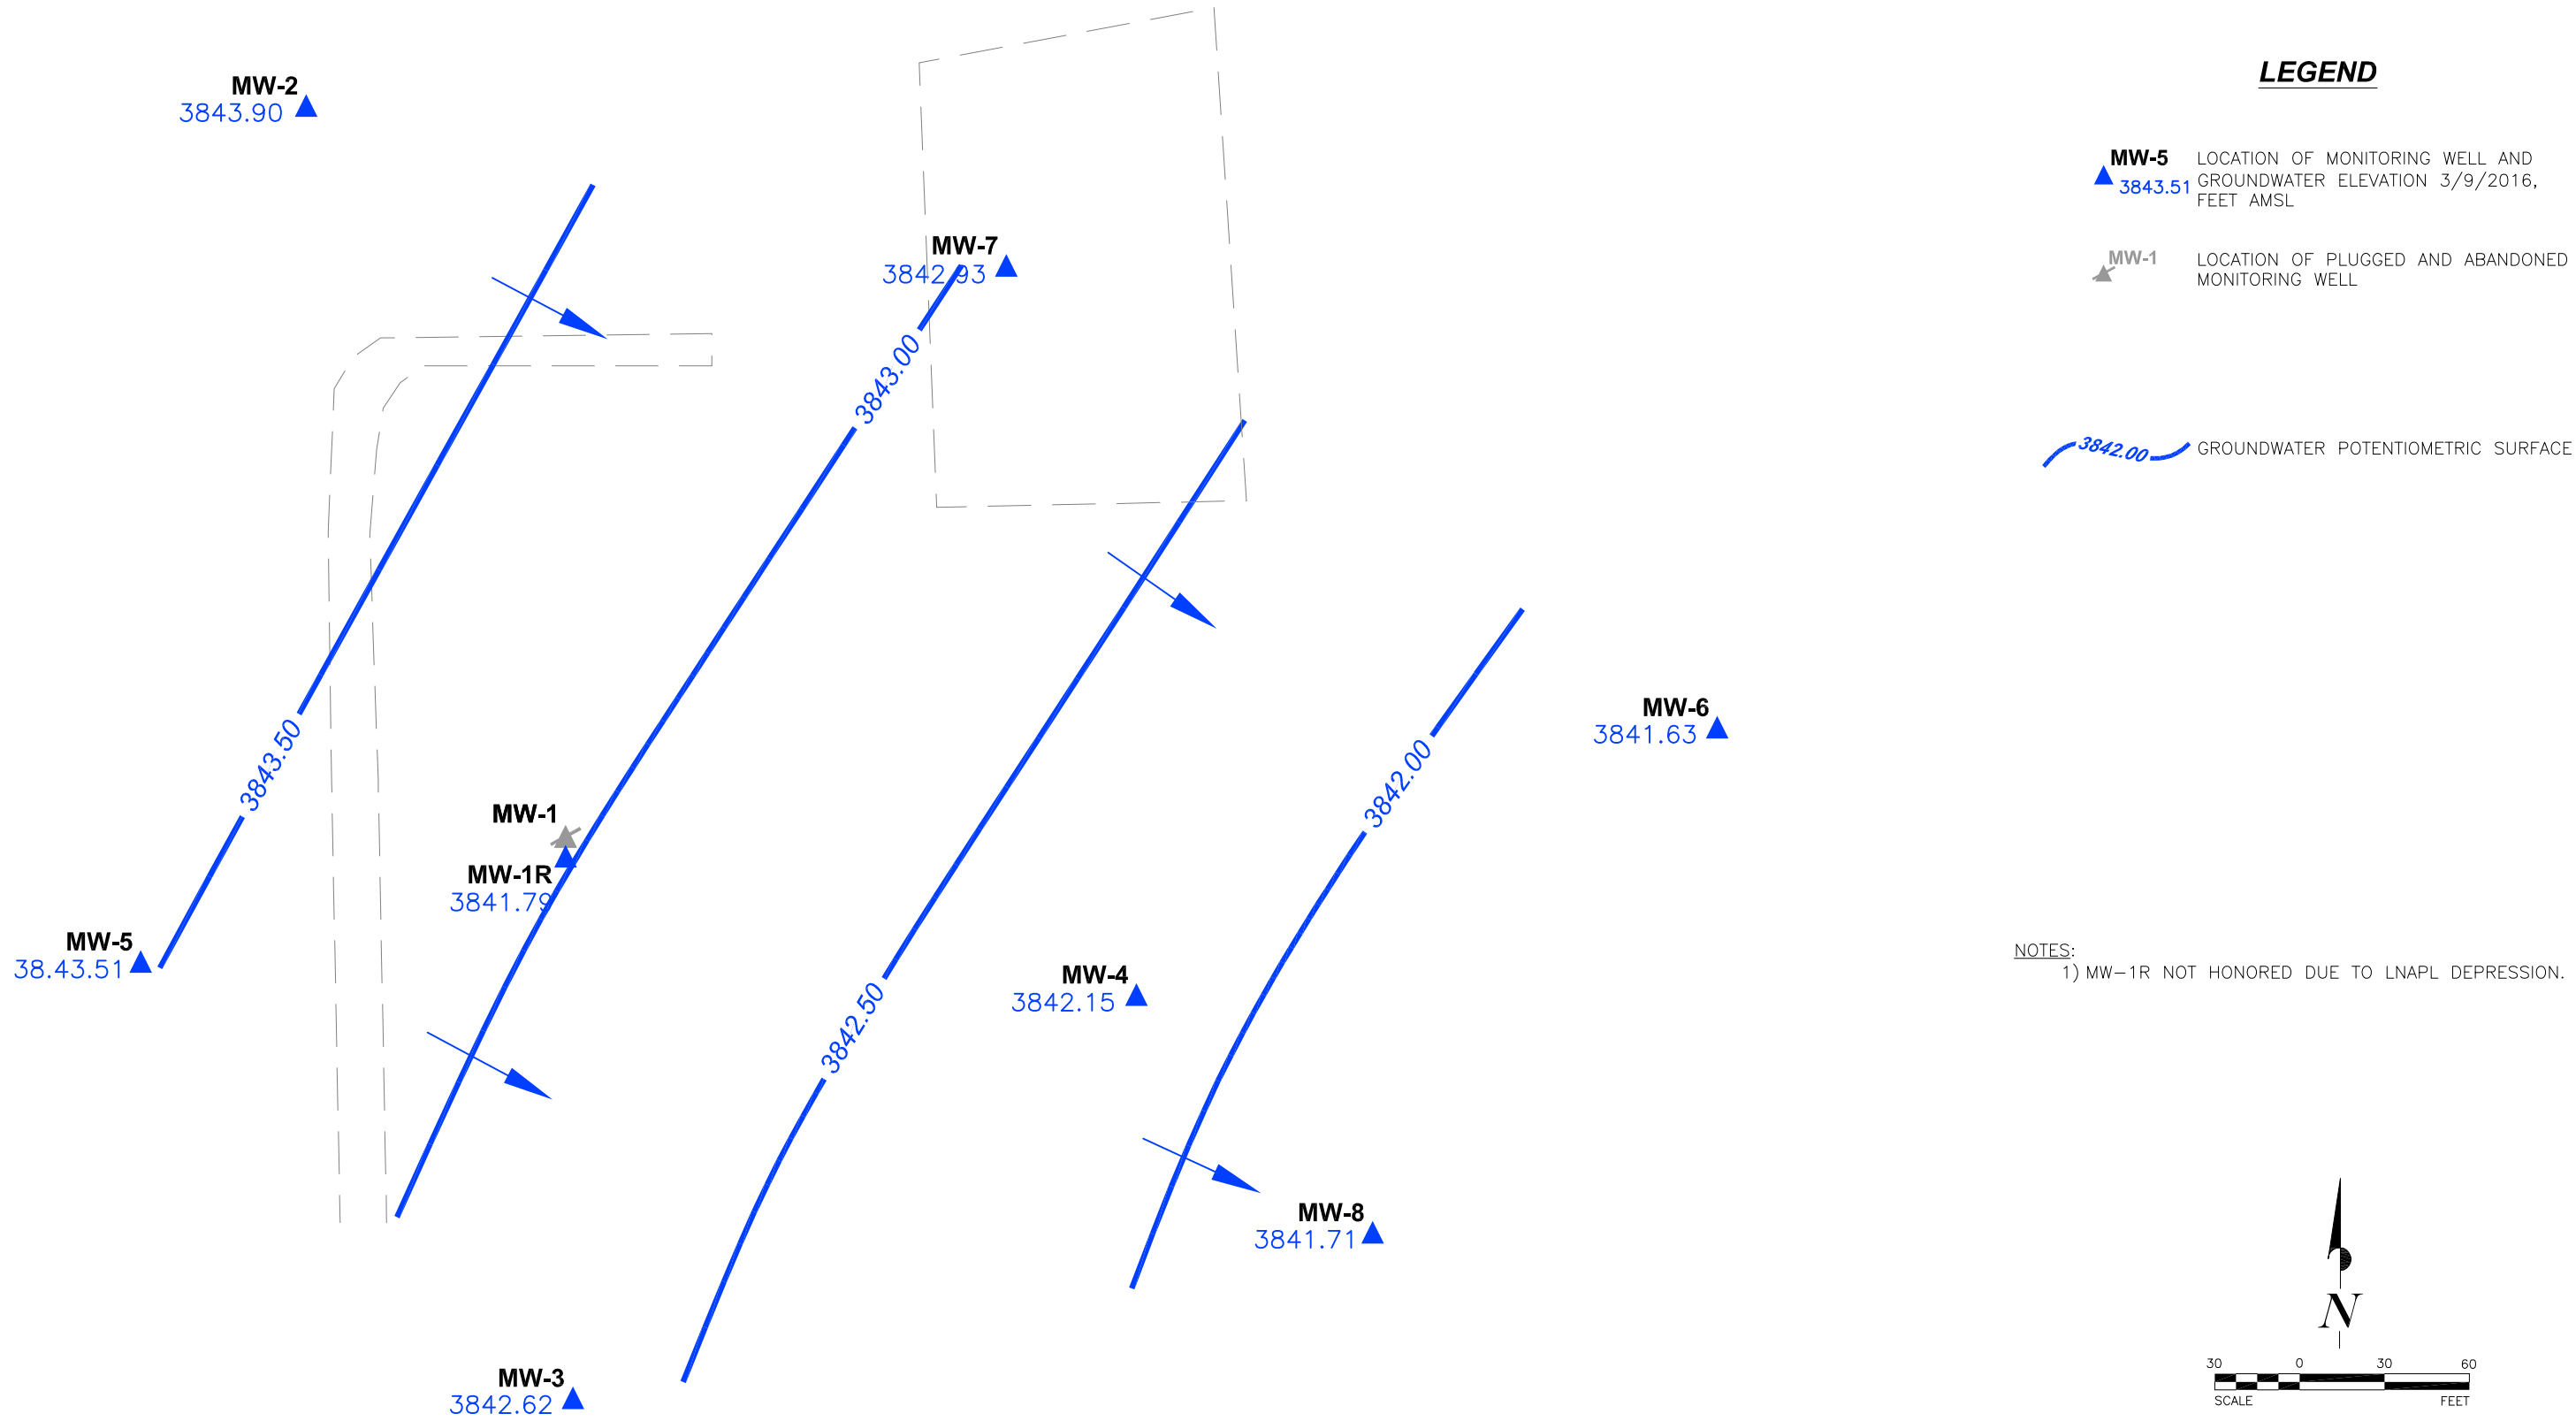 LEGEND
MW-2
3843.90
MW-5
3843.51
LOCATION OF MONITORING WELL AND
GROUNDWATER ELEVATION 3/9/2016,
FEET AMSL
MW-7
3842.93
MW-1
LOCATION OF PLUGGED AND ABANDONED
MONITORING WELL
3843.00
3842.00
GROUNDWATER POTENTIOMETRIC SURFACE
MW-6
3841.63
3843.50
3842.00
MW-1
MW-1R
3841.79
MW-5
38.43.51
MW-4
3842.15
NOTES:
1) MW-1R NOT HONORED DUE TO LNAPL DEPRESSION.
3842.50
MW-8
3841.71
N
MW-3
3842.62
30 0 30 60
SCALE FEET